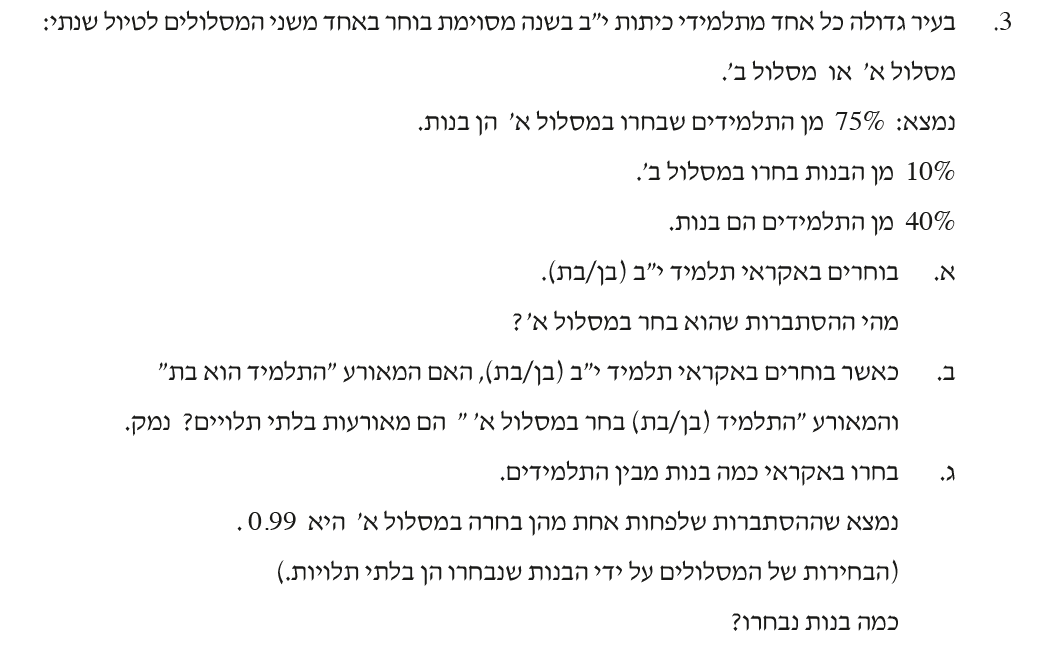 3. בעיר גדולה כל אחד מתלמידי כיתות י"ב בשנה מסוימת בוחר באחד משני המסלולים לטיול שנתי:
מסלול א' או מסלול ב'.
נמצא: 75% מן התלמידים שבחרו במסלול א' הן בנות.
10% מן הבנות בחרו במסלול ב'.
40% מן התלמידים הם בנות.
א. בוחרים באקראי תלמיד י"ב (בן/בת).
מהי ההסתברות שהוא בחר במסלול א'?
ב. כאשר בוחרים באקראי תלמיד י"ב (בן/בת), האם המאורע "התלמיד הוא בת"
והמאורע "התלמיד (בן/בת) בחר במסלול א' " הם מאורעות בלתי תלויים? נמק.
ג. בחרו באקראי כמה בנות מבין התלמידים.
נמצא שההסתברות שלפחות אחת מהן בחרה במסלול א' היא 0.99.
(הבחירות של המסלולים על ידי הבנות שנבחרו הן בלתי תלויות.)
כמה בנות נבחרו?